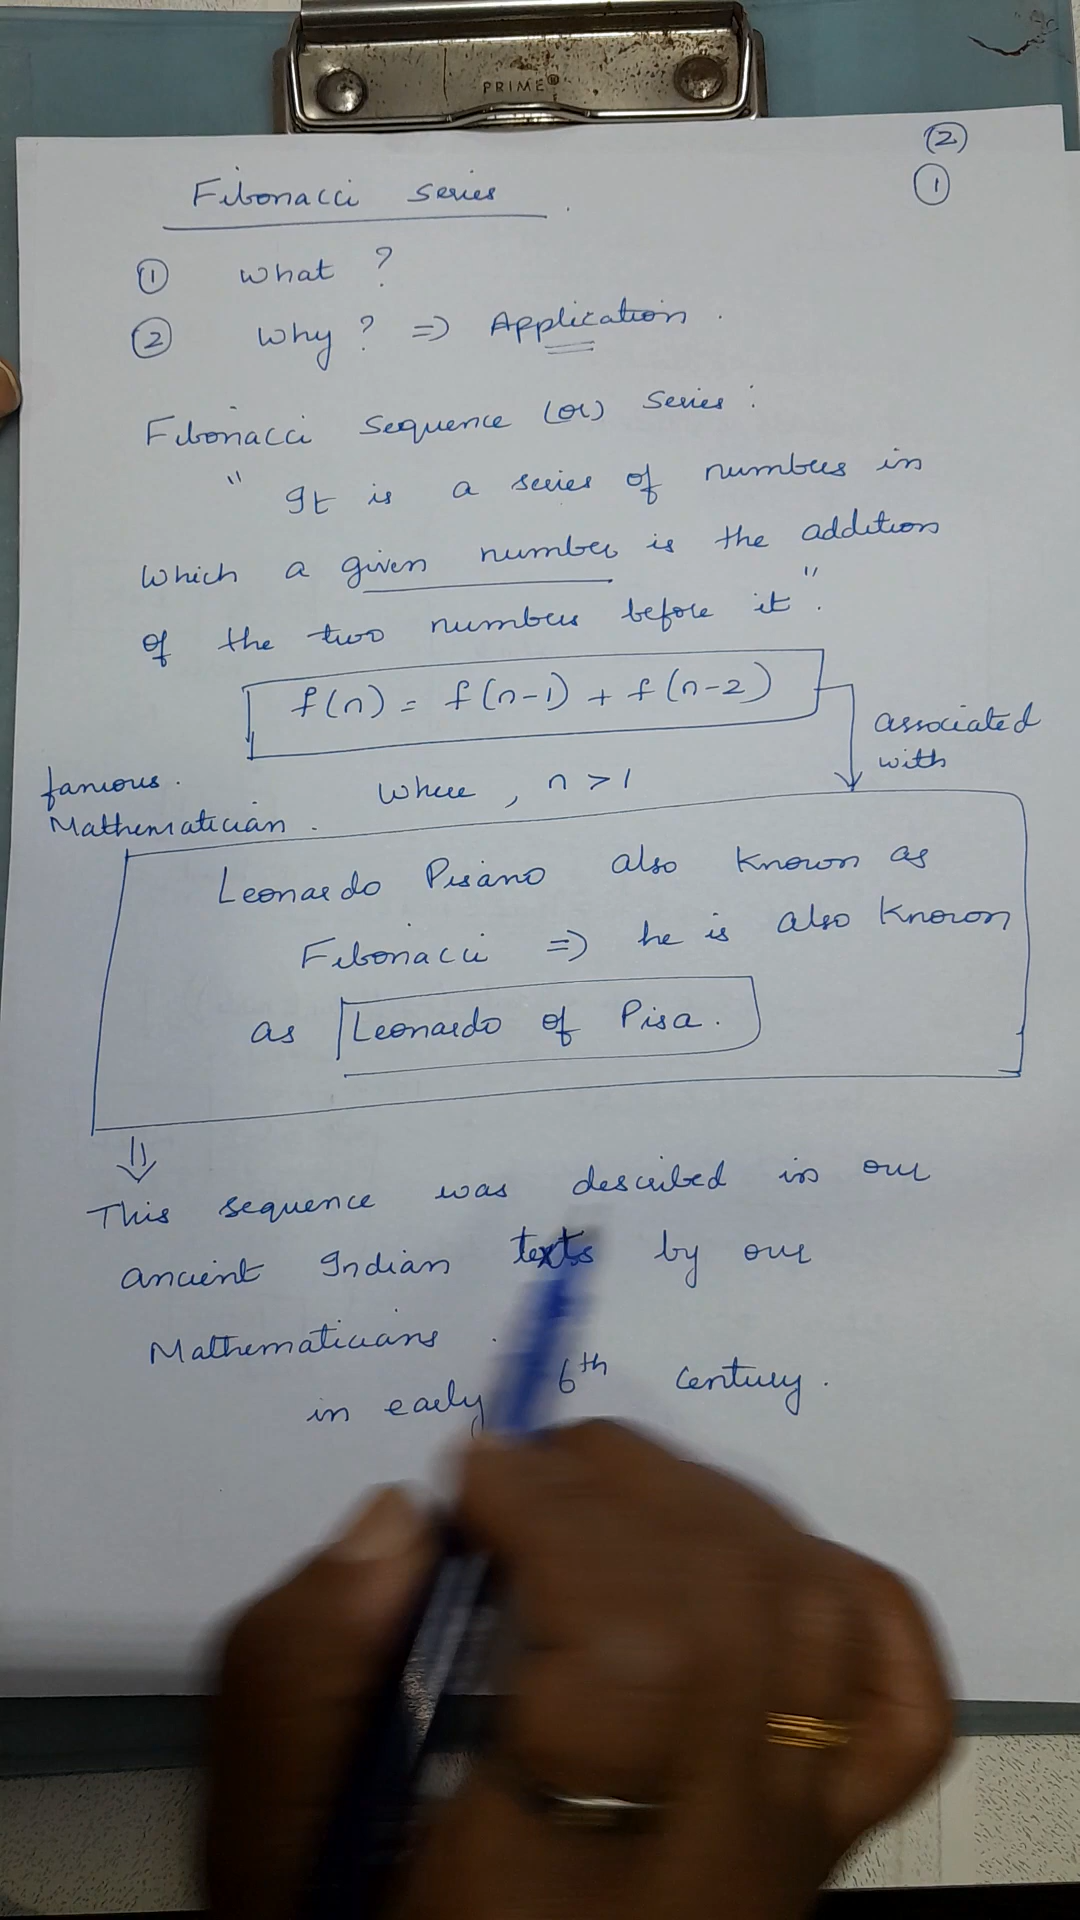 PRIME®
(2)
(1)
Fibonacci series
(1) What ?
(2) Why ? => Application .
Fibonacci Sequence (or) Series :
" It is a series of numbers in
which a given number is the addition
of the two numbers before it ".
f(n) = f(n-1) + f(n-2)
associated
with
famous .
Mathematician .
Where , n > 1
Leonardo Pisano also known as
Fibonacci => he is also known
as Leonardo of Pisa .
This sequence was described in our
ancient Indian texts by our
Mathematicians .
in early 6th century .